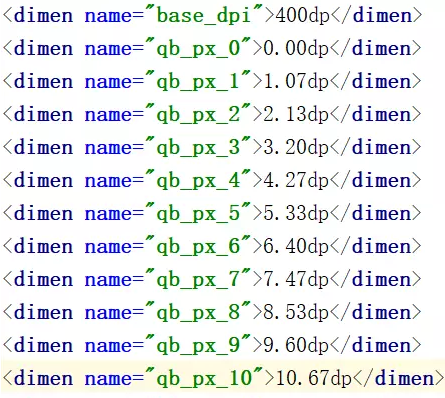 <dimen name="base_dpi">400dp</dimen>
<dimen name="qb_px_0">0.00dp</dimen>
<dimen name="qb_px_1">1.07dp</dimen>
<dimen name="qb_px_2">2.13dp</dimen>
<dimen name="qb_px_3">3.20dp</dimen>
<dimen name="qb_px_4">4.27dp</dimen>
<dimen name="qb_px_5">5.33dp</dimen>
<dimen name="qb_px_6">6.40dp</dimen>
<dimen name="qb_px_7">7.47dp</dimen>
<dimen name="qb_px_8">8.53dp</dimen>
<dimen name="qb_px_9">9.60dp</dimen>
<dimen name="qb_px_10">10.67dp</dimen>